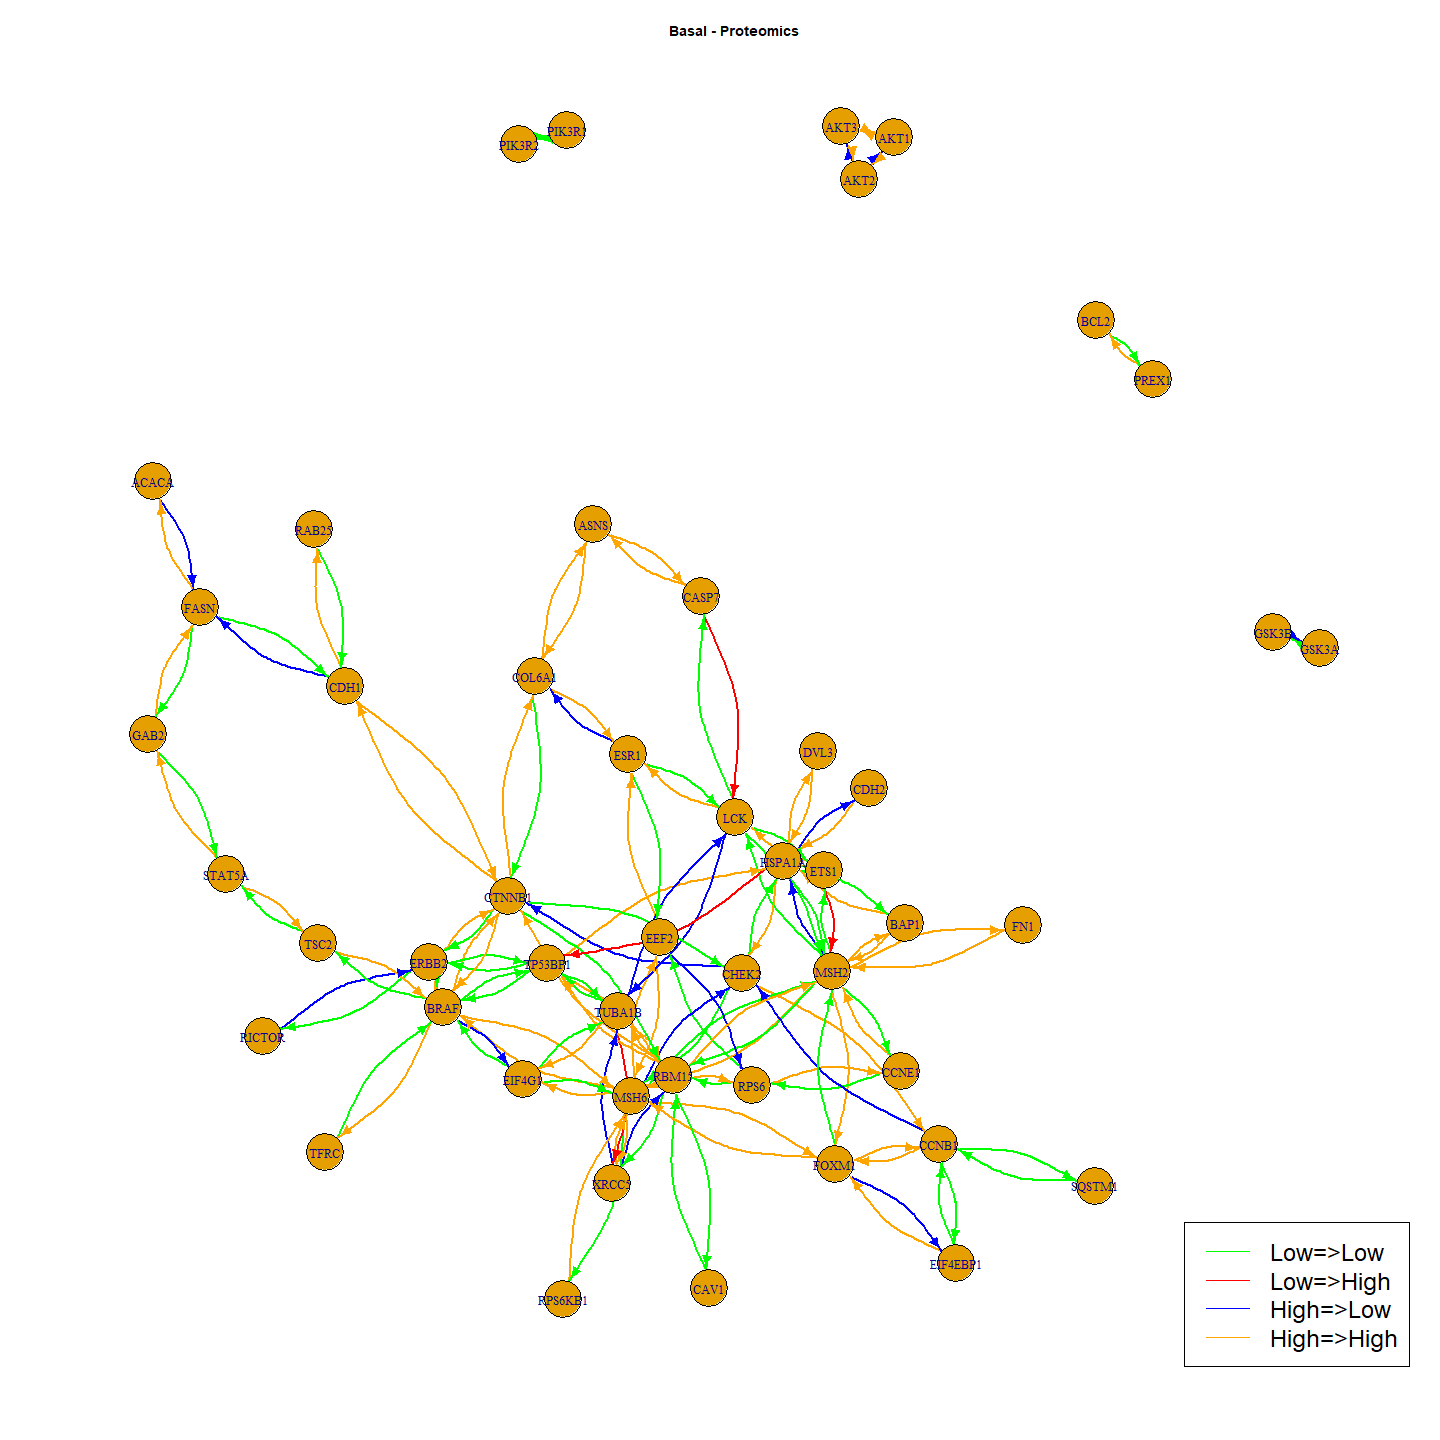 Basal - Proteomics
AKT3
PIK3R1
AKT1
PIK3R2
AKT2
BCL2
PREX1
ACACA
ASNS
RAB25
CASP7
FASN
GSK3B
GSK3A
COL6A1
CDH1
GAB2
DVL3
ESR1
CDH2
LCK
HSPA1A
ETS1
STAT5A
CTNNB1
BAP1
FN1
EEF2
TSC2
ERBB2
TP53BP1
MSH2
CHEK2
BRAF
TUBA1B
RICTOR
CCNE1
RBM15
EIF4G1
RPS6
MSH6
CCNB1
TFRC
FOXM1
XRCC5
SQSTM1
EIF4EBP1
CAV1
RPS6KB1
Low=>Low
Low=>High
High=>Low
High=>High